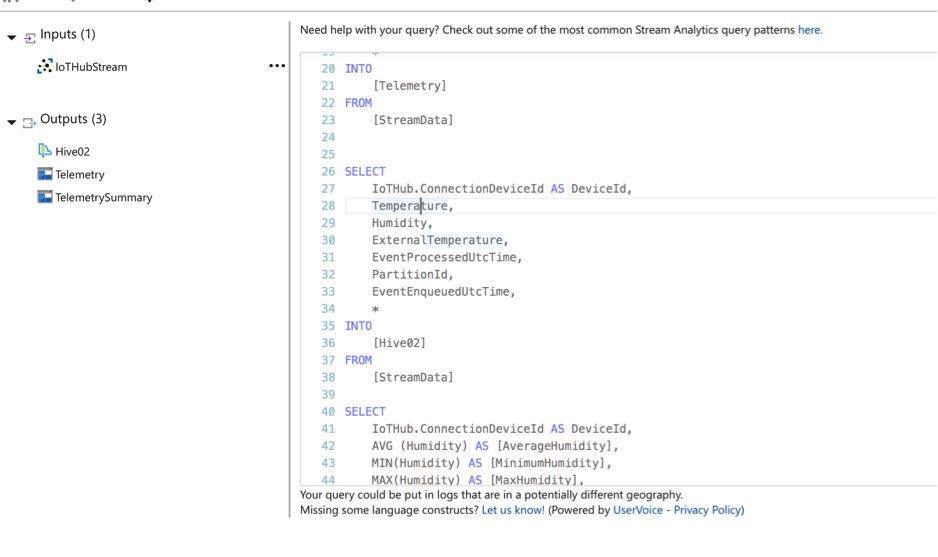 Need help with your query? Check out some of the most common Stream Analytics query patterns here.
Inputs (1)
IoTHubStream
Outputs (3)
Hive02
Telemetry
TelemetrySummary
19 *
20 INTO
21 [Telemetry]
22 FROM
23 [StreamData]
24
25
26 SELECT
27 IoTHub.ConnectionDeviceId AS DeviceId,
28 Temperature,
29 Humidity,
30 ExternalTemperature,
31 EventProcessedUtcTime,
32 PartitionId,
33 EventEnqueuedUtcTime,
34 *
35 INTO
36 [Hive02]
37 FROM
38 [StreamData]
39
40 SELECT
41 IoTHub.ConnectionDeviceId AS DeviceId,
42 AVG (Humidity) AS [AverageHumidity],
43 MIN(Humidity) AS [MinimumHumidity],
44 MAX(Humidity) AS [MaxHumidity],
Your query could be put in logs that are in a potentially different geography.
Missing some language constructs? Let us know! (Powered by UserVoice - Privacy Policy)